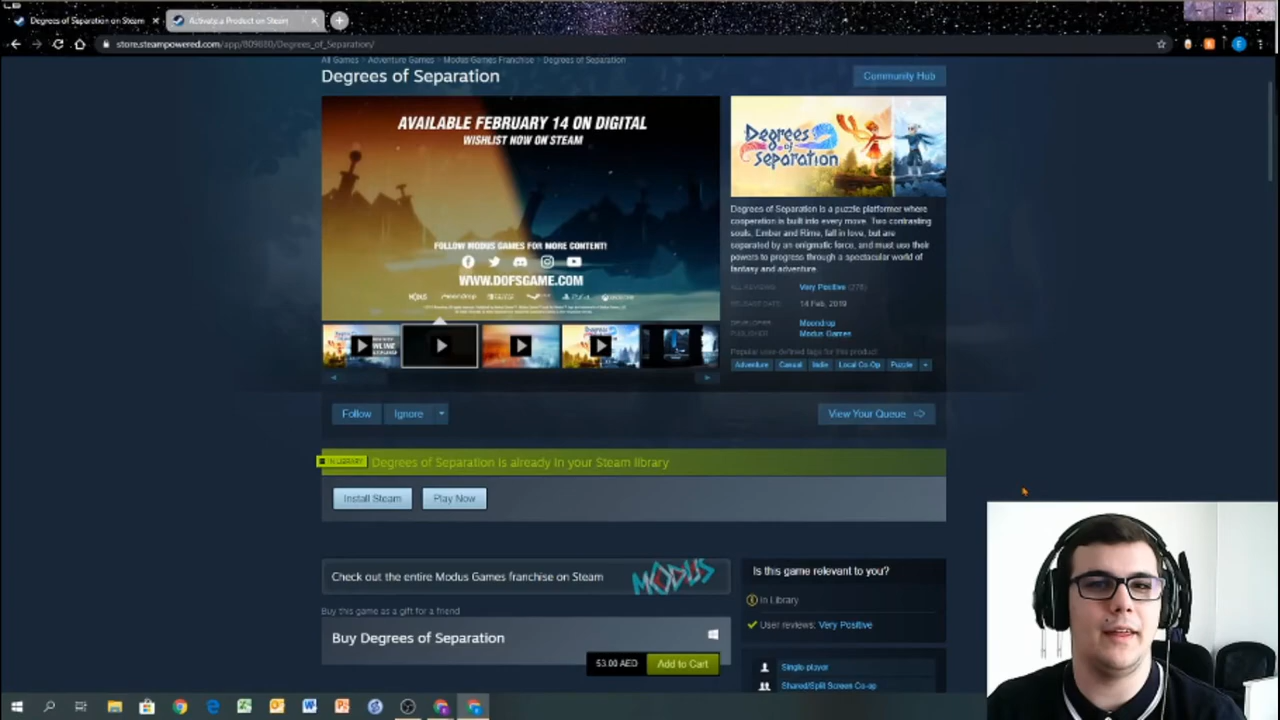 Degrees of Separation on Steam
Activate a Product on Steam
store.steampowered.com/app/809880/Degrees_of_Separation/
All Games > Adventure Games > Modus Games Franchise > Degrees of Separation
Degrees of Separation
Community Hub
AVAILABLE FEBRUARY 14 ON DIGITAL
WISHLIST NOW ON STEAM
FOLLOW MODUS GAMES FOR MORE CONTENT!
WWW.DOFSGAME.COM
Degrees
of
Separation
Degrees of Separation is a puzzle platformer where
cooperation is built into every move. Two contrasting
souls, Ember and Rime, fall in love, but are
separated by an enigmatic force, and must use their
powers to progress through a spectacular world of
fantasy and adventure.
ALL REVIEWS: Very Positive (276)
RELEASE DATE: 14 Feb, 2019
DEVELOPER: Moondrop
PUBLISHER: Modus Games
Popular user-defined tags for this product:
Adventure Casual Indie Local Co-Op Puzzle +
Follow
Ignore
View Your Queue
IN LIBRARY
Degrees of Separation is already in your Steam library
Install Steam
Play Now
Check out the entire Modus Games franchise on Steam
MODUS
Is this game relevant to you?
In Library
User reviews: Very Positive
Buy this game as a gift for a friend
Buy Degrees of Separation
53.00 AED
Add to Cart
Single-player
Shared/Split Screen Co-op